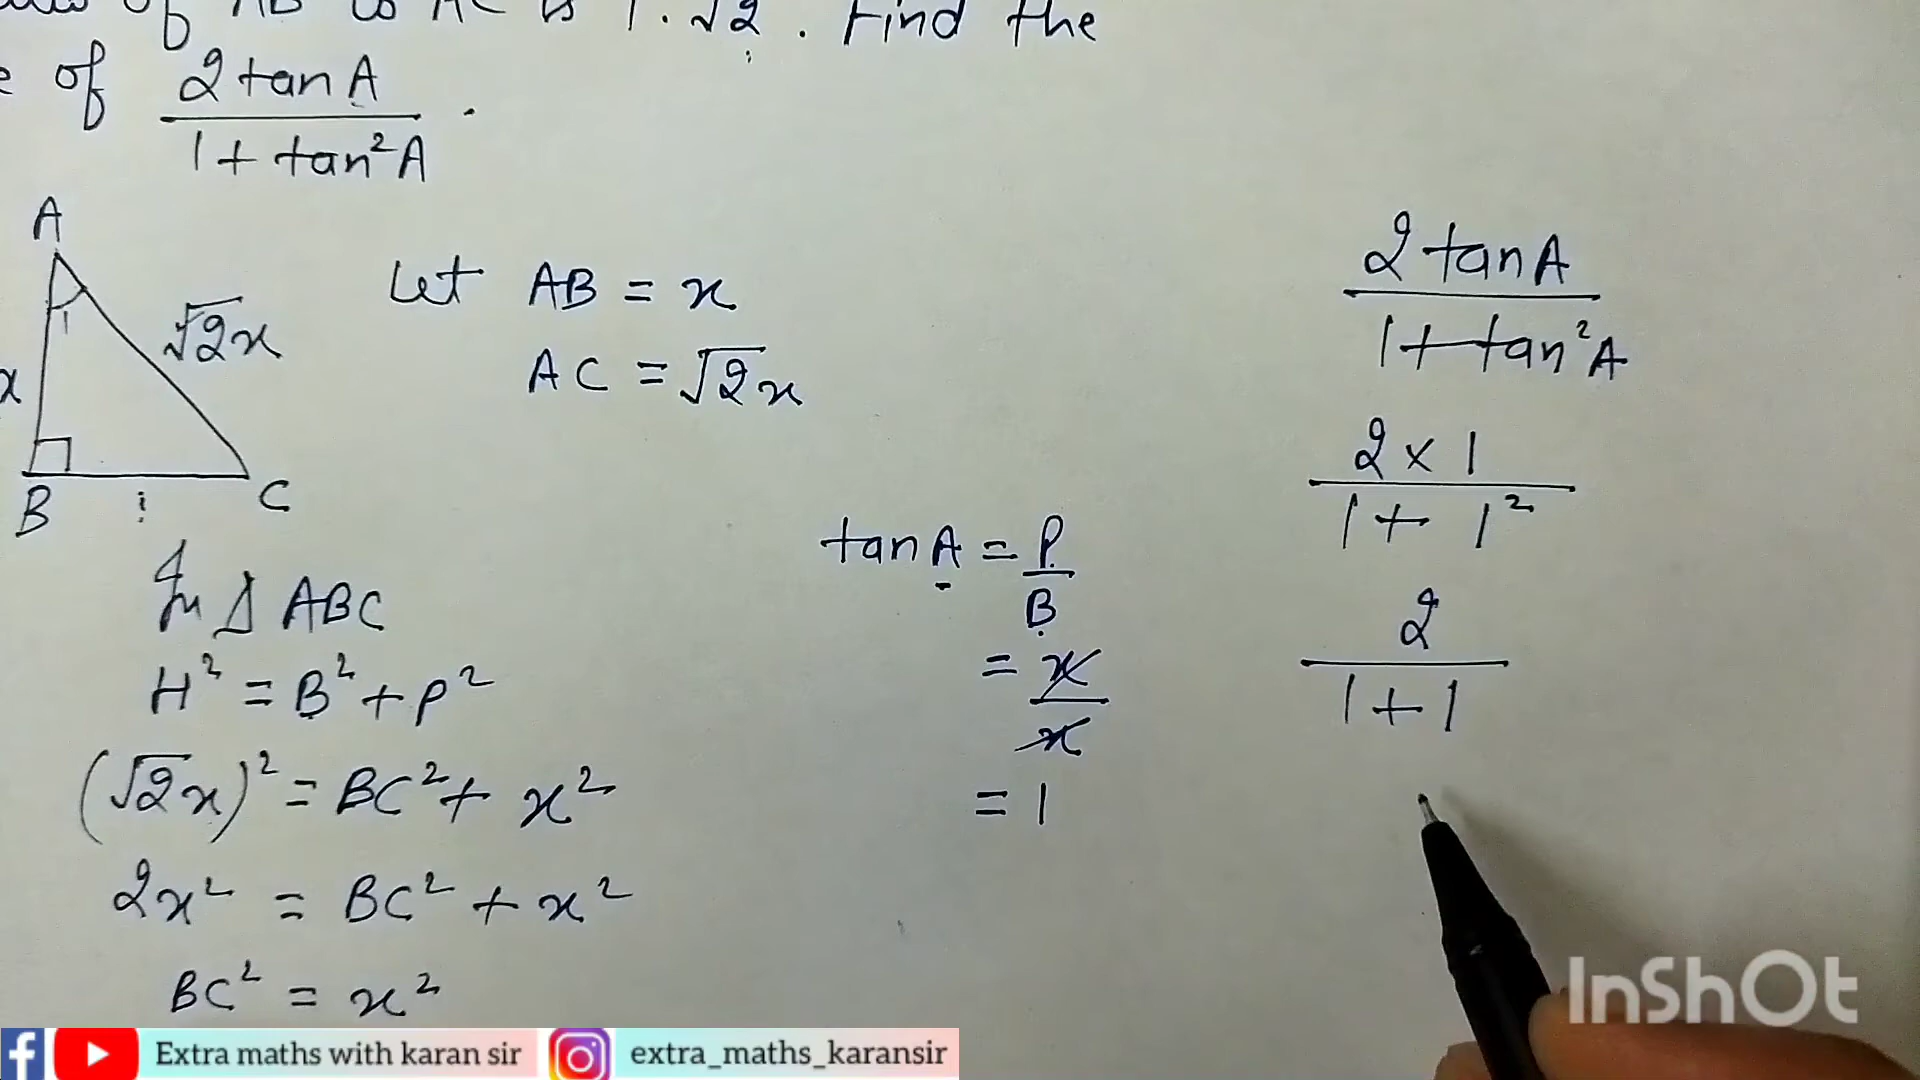 of AB to AC is 1 : √2 . Find the
of 2 tan A / 1 + tan²A .
A
x
√2x
B
C
Let AB = x
AC = √2x
In Δ ABC
H² = B² + P²
(√2x)² = BC² + x²
2x² = BC² + x²
BC² = x²
tan A = P/B
= x/x
= 1
2 tan A / 1 + tan²A
2 × 1 / 1 + 1²
2 / 1 + 1
InShOt
Extra maths with karan sir
extra_maths_karansir